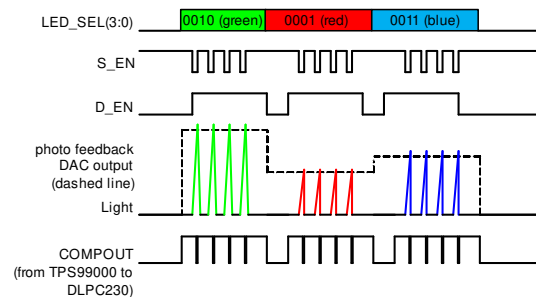 LED_SEL(3:0)
0010 (green)
0001 (red)
0011 (blue)
S_EN
D_EN
photo feedback
DAC output
(dashed line)
Light
COMPOUT
(from TPS99000 to
DLPC230)